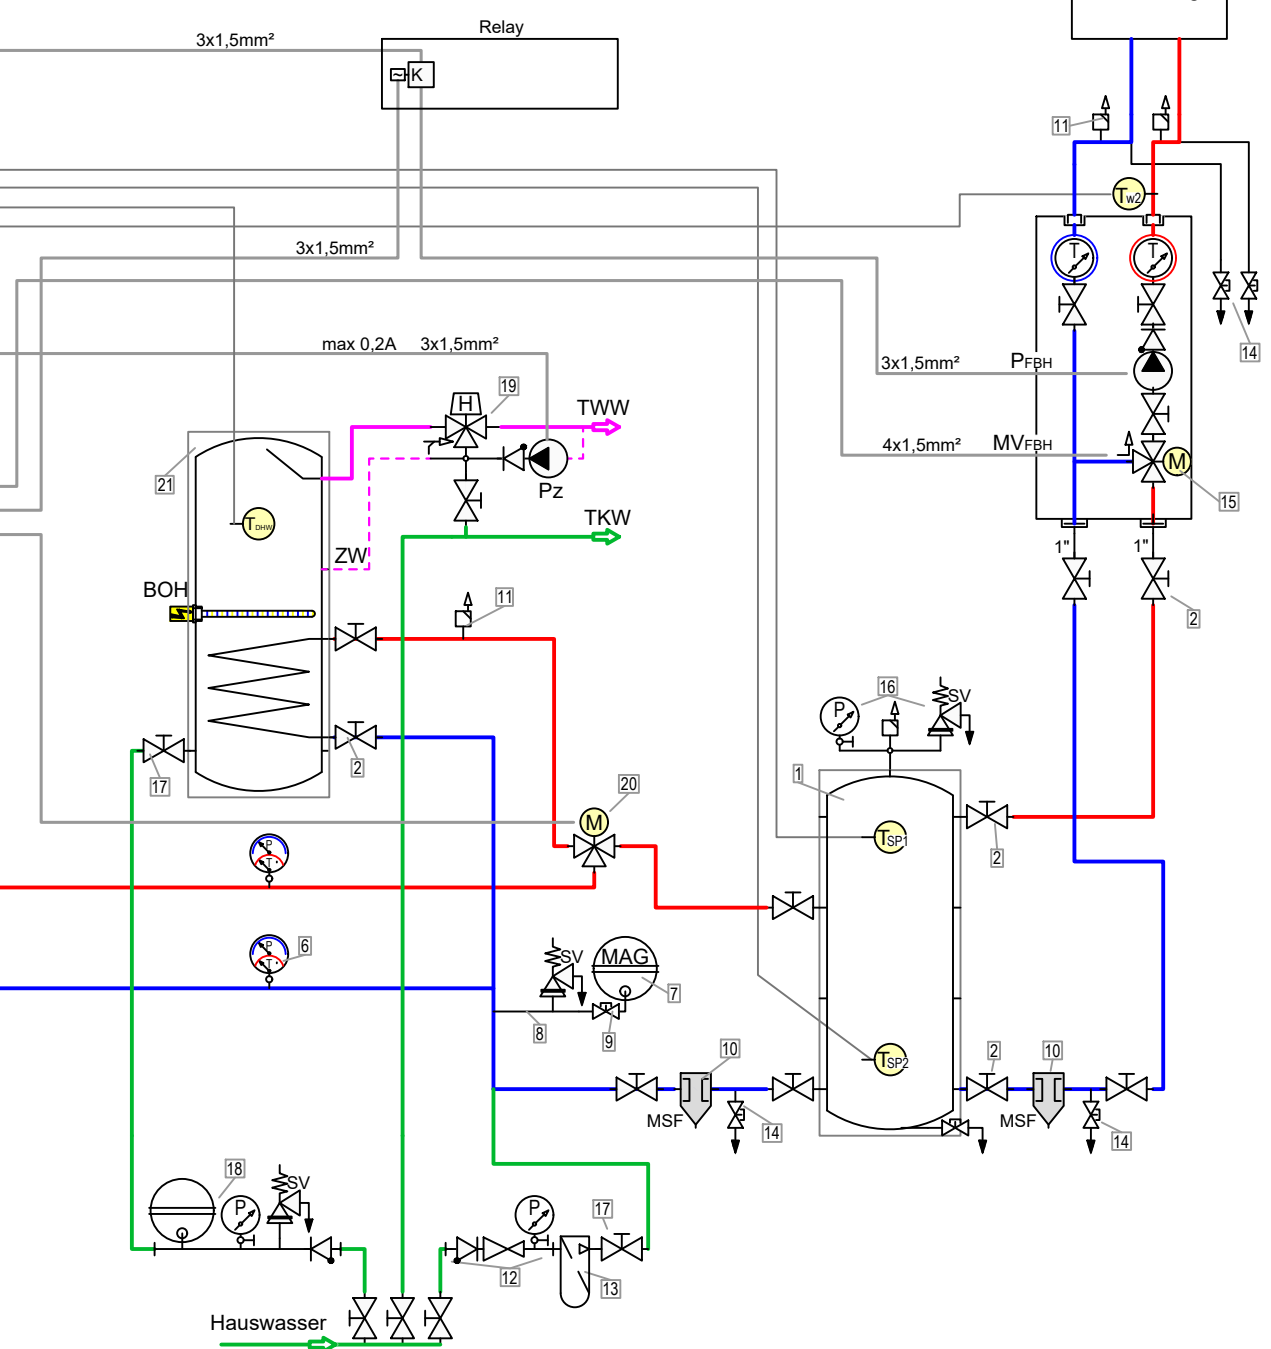 Relay
3x1,5mm²
~ K
11
Tw2
3x1,5mm²
T T
14
max 0,2A 3x1,5mm²
3x1,5mm² PFBH
19
H
TWW
4x1,5mm² MVFBH
M
21
Pz
15
TDHW
TKW
ZW
1" 1"
BOH
11
2
16
P
SV
2
17
1
20
M
TSP1
2
P
T
P
T
6
SV
MAG
7
8
9
TSP2
10
2
10
MSF
14
MSF
14
18
P
SV
P
17
12
13
Hauswasser